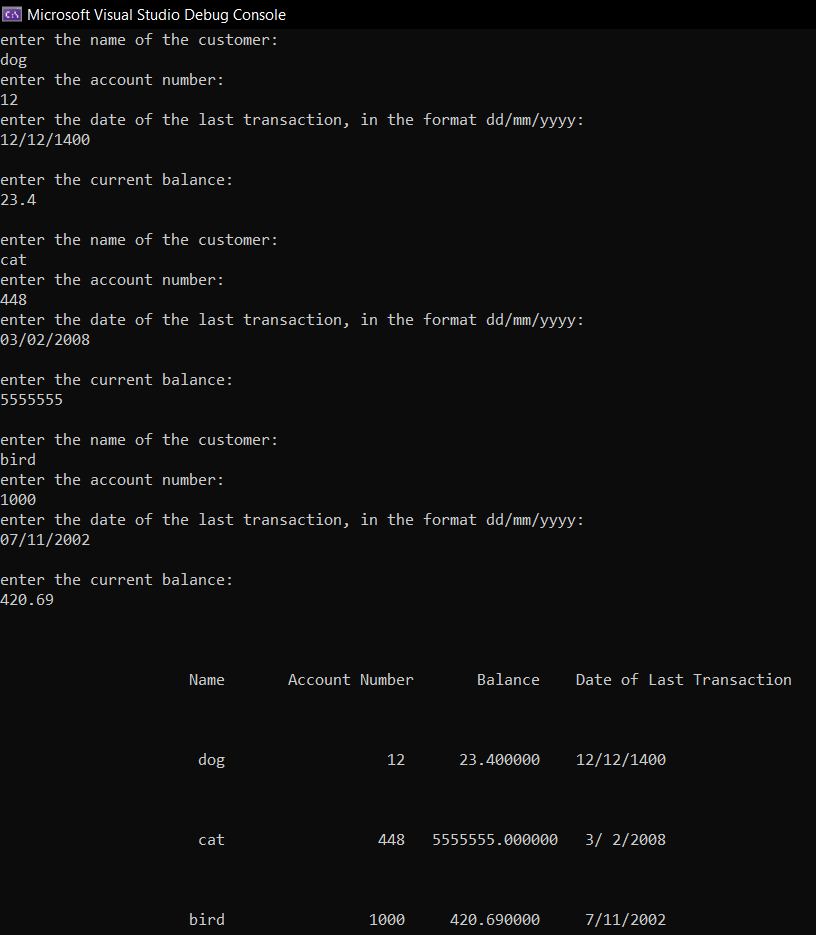 Microsoft Visual Studio Debug Console
enter the name of the customer:
dog
enter the account number:
12
enter the date of the last transaction, in the format dd/mm/yyyy:
12/12/1400
enter the current balance:
23.4
enter the name of the customer:
cat
enter the account number:
448
enter the date of the last transaction, in the format dd/mm/yyyy:
03/02/2008
enter the current balance:
5555555
enter the name of the customer:
bird
enter the account number:
1000
enter the date of the last transaction, in the format dd/mm/yyyy:
07/11/2002
enter the current balance:
420.69
Name Account Number Balance Date of Last Transaction
dog 12 23.400000 12/12/1400
cat 448 5555555.000000 3/ 2/2008
bird 1000 420.690000 7/11/2002